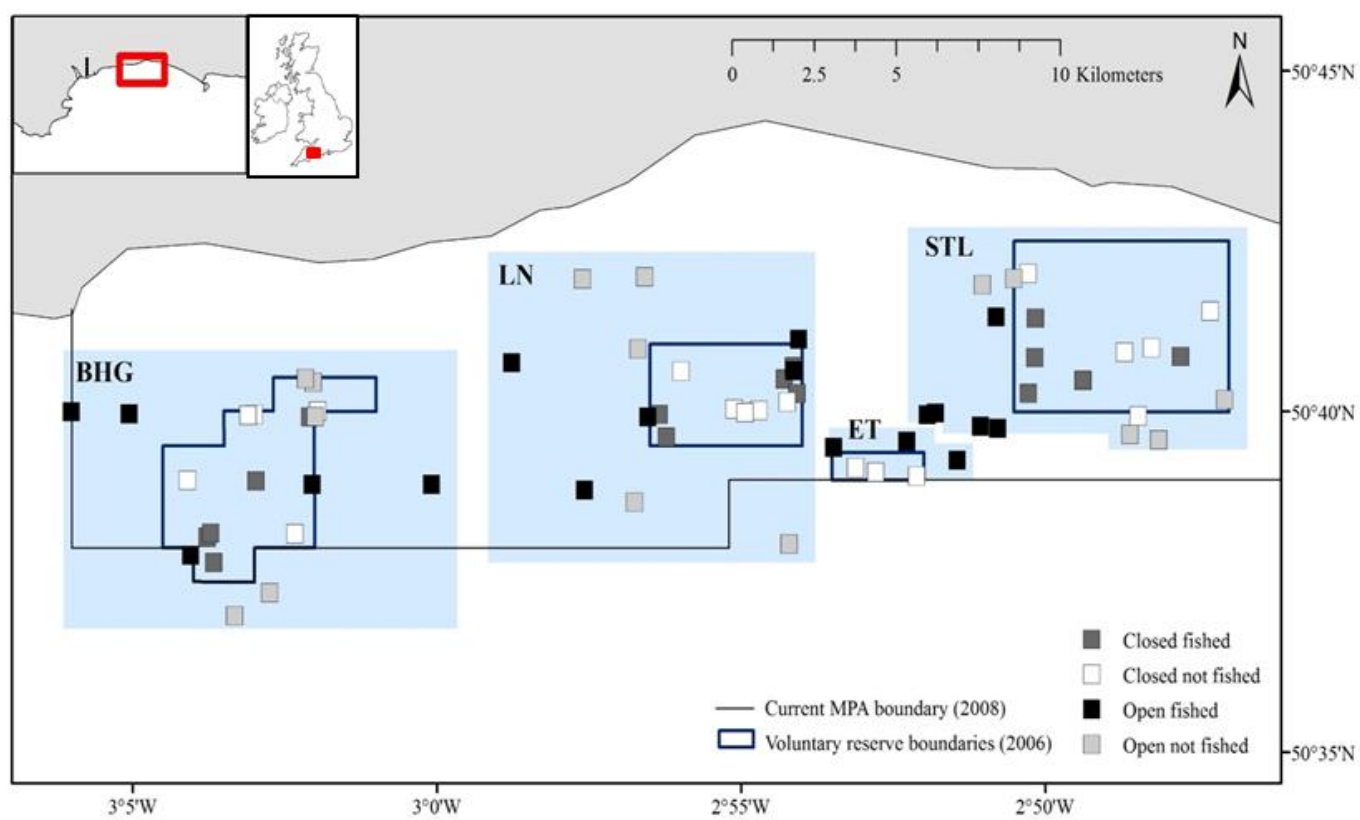 N
0 2.5 5 10 Kilometers
50°45'N
STL
LN
BHG
50°40'N
ET
Closed fished
Closed not fished
Current MPA boundary (2008)
Open fished
Voluntary reserve boundaries (2006)
Open not fished
50°35'N
3°5'W 3°0'W 2°55'W 2°50'W